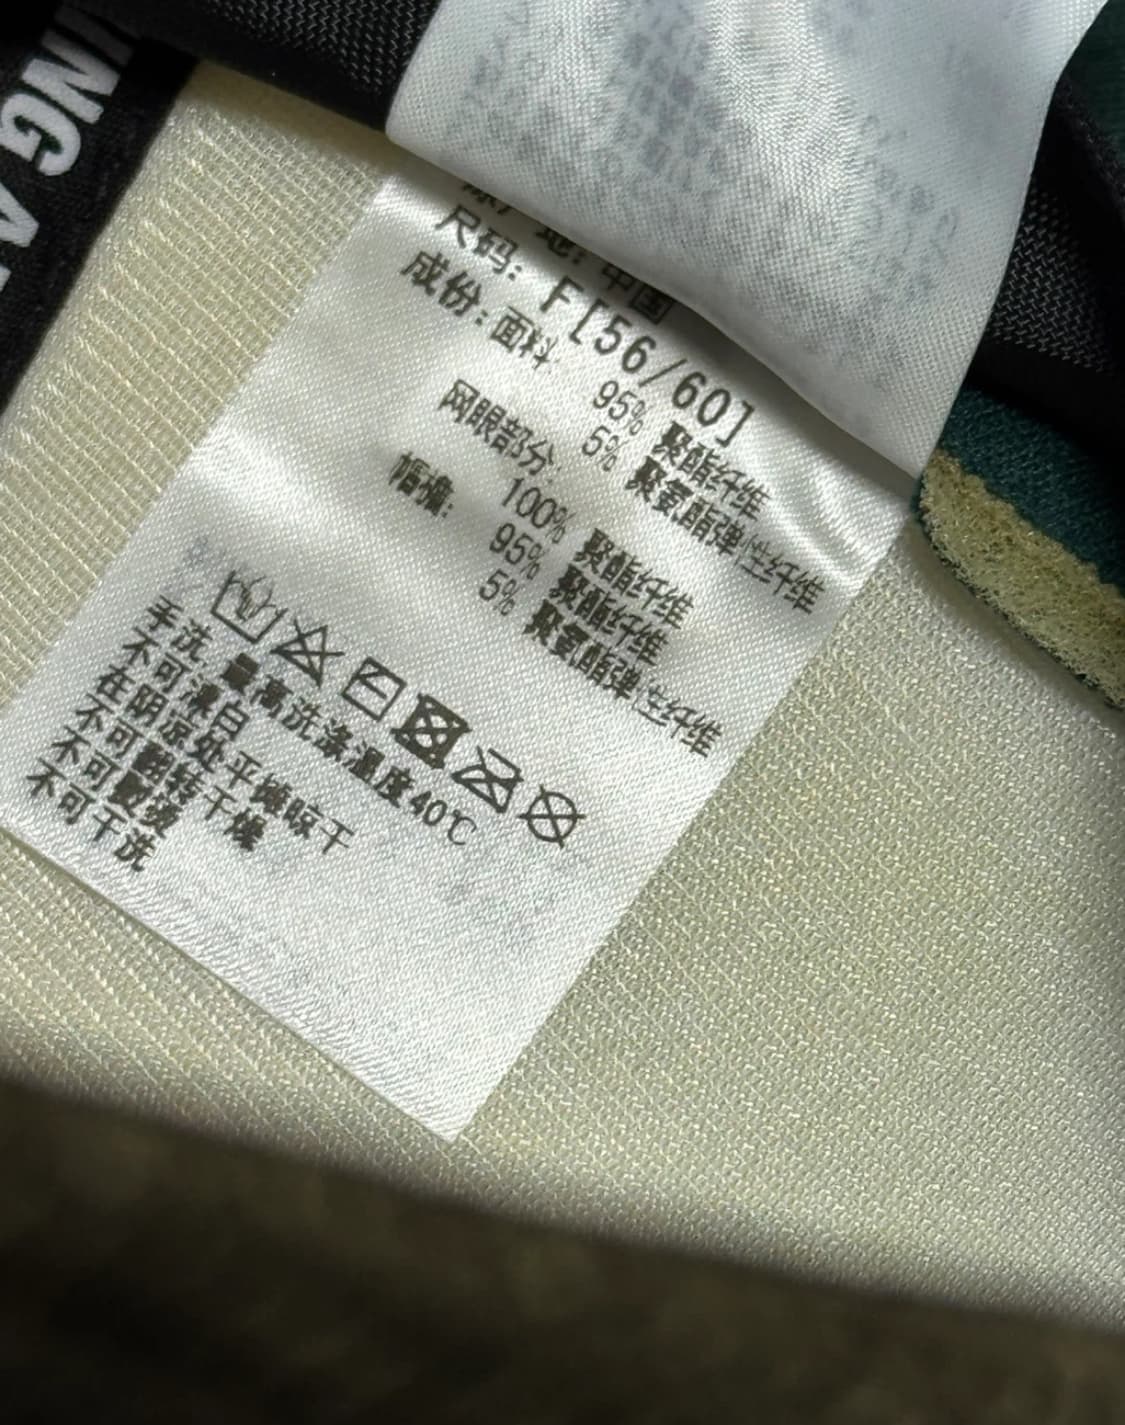 产地:中国
尺码: F[56/60]
成份:面料 95% 聚酯纤维
5% 聚氨酯弹性纤维
网眼部分: 100% 聚酯纤维
帽檐: 95% 聚酯纤维
5% 聚氨酯弹性纤维
手洗,最高洗涤温度40℃
不可漂白
在阴凉处平摊晾干
不可翻转干燥
不可熨烫
不可干洗